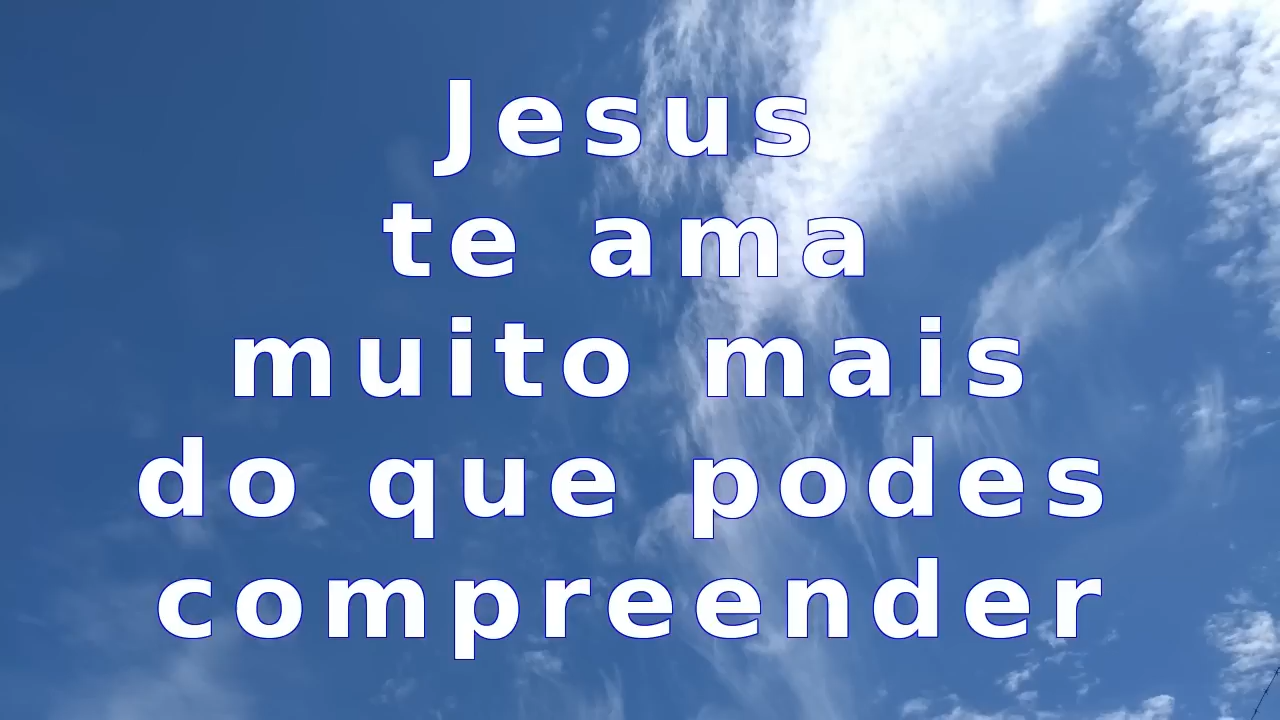 Jesus
te ama
muito mais
do que podes
compreender